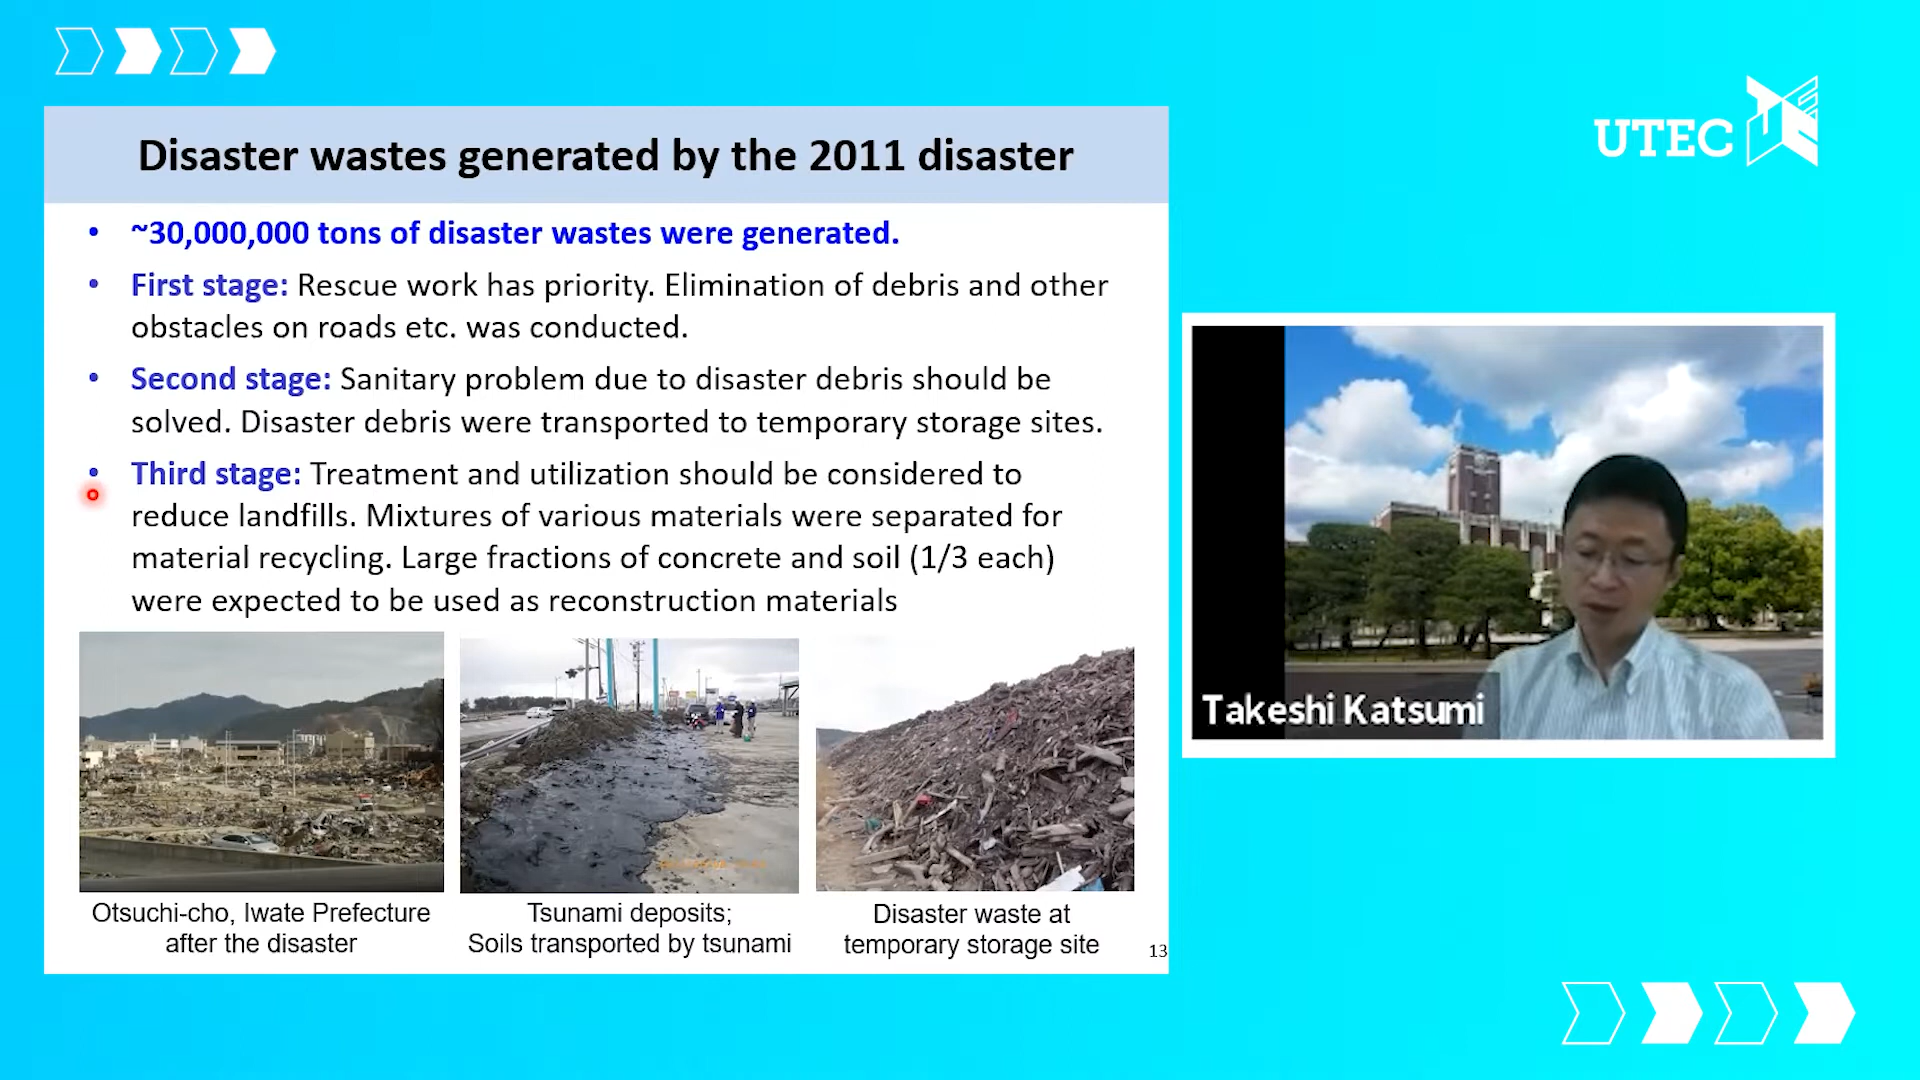 UTEC
Disaster wastes generated by the 2011 disaster
• ~30,000,000 tons of disaster wastes were generated.
• First stage: Rescue work has priority. Elimination of debris and other
obstacles on roads etc. was conducted.
• Second stage: Sanitary problem due to disaster debris should be
solved. Disaster debris were transported to temporary storage sites.
• Third stage: Treatment and utilization should be considered to
reduce landfills. Mixtures of various materials were separated for
material recycling. Large fractions of concrete and soil (1/3 each)
were expected to be used as reconstruction materials
Otsuchi-cho, Iwate Prefecture
after the disaster
Tsunami deposits;
Soils transported by tsunami
Disaster waste at
temporary storage site
13
Takeshi Katsumi